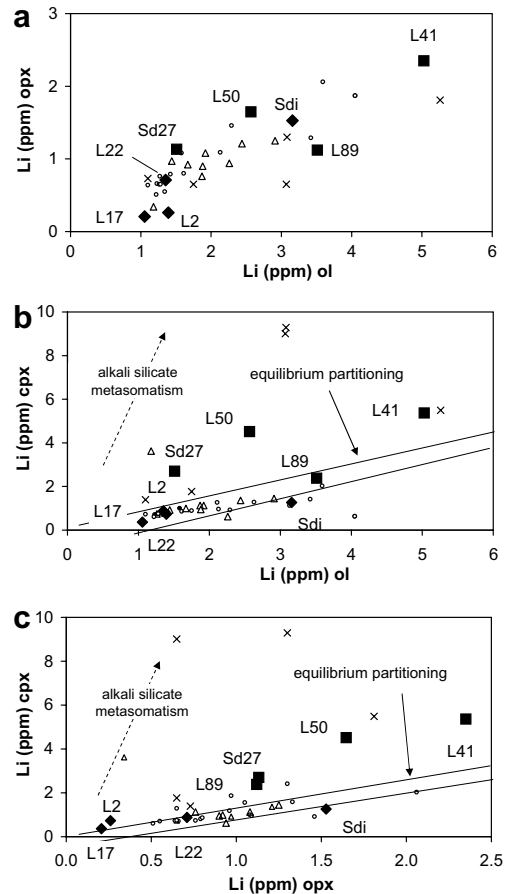 a
Li (ppm) opx
3
2
1
0
L41
L50
Sdi
Sd27
L22
L89
L17
L2
0 1 2 3 4 5 6
Li (ppm) ol
b
Li (ppm) cpx
10
8
6
4
2
0
alkali silicate
metasomatism
equilibrium partitioning
L50
L41
Sd27
L89
L2
L17
Sdi
L22
0 1 2 3 4 5 6
Li (ppm) ol
c
Li (ppm) cpx
10
8
6
4
2
0
alkali silicate
metasomatism
equilibrium partitioning
L50
L41
Sd27
L89
L2
Sdi
L17
L22
0.0 0.5 1.0 1.5 2.0 2.5
Li (ppm) opx